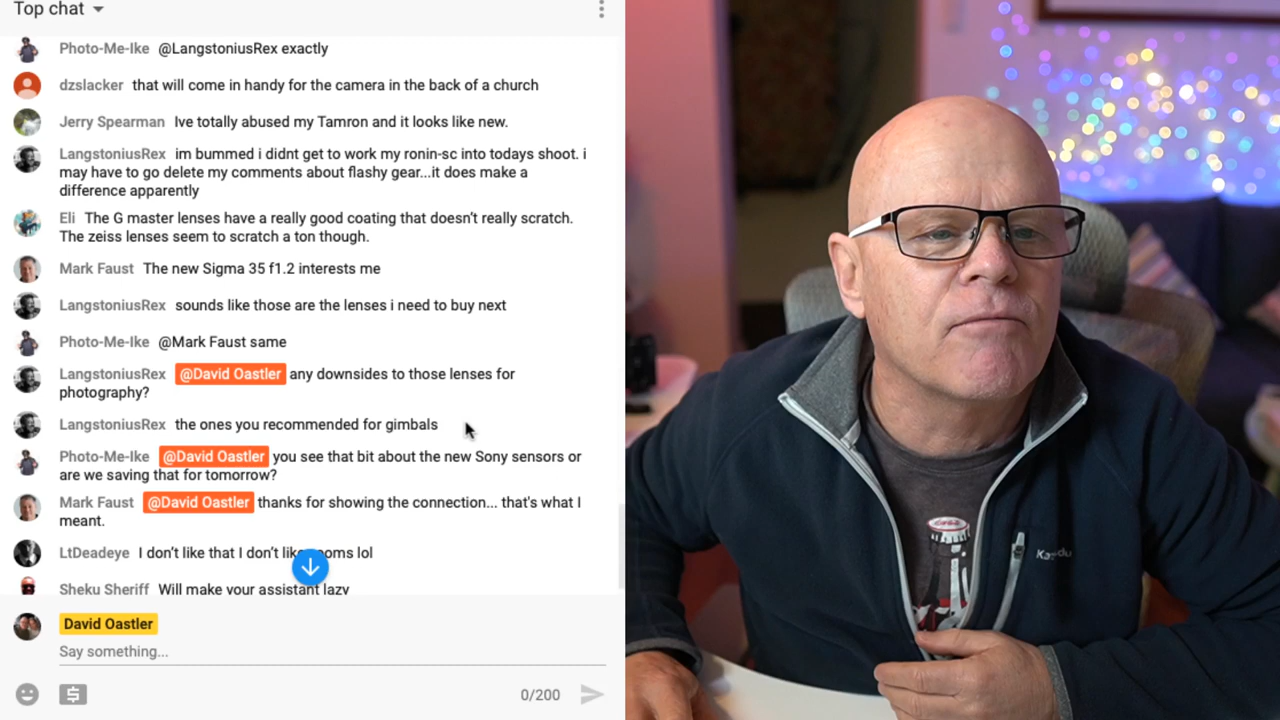 Top chat
Photo-Me-Ike @LangstoniusRex exactly
dzslacker that will come in handy for the camera in the back of a church
Jerry Spearman Ive totally abused my Tamron and it looks like new.
LangstoniusRex im bummed i didnt get to work my ronin-sc into todays shoot. i
may have to go delete my comments about flashy gear...it does make a
difference apparently
Eli The G master lenses have a really good coating that doesn't really scratch.
The zeiss lenses seem to scratch a ton though.
Mark Faust The new Sigma 35 f1.2 interests me
LangstoniusRex sounds like those are the lenses i need to buy next
Photo-Me-Ike @Mark Faust same
LangstoniusRex @David Oastler any downsides to those lenses for
photography?
LangstoniusRex the ones you recommended for gimbals
Photo-Me-Ike @David Oastler you see that bit about the new Sony sensors or
are we saving that for tomorrow?
Mark Faust @David Oastler thanks for showing the connection... that's what I
meant.
LtDeadeye I don't like that I don't lol
Sheku Sheriff Will make your assistant lazy
David Oastler
Say something...
0/200